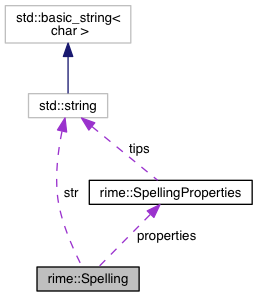 std::basic_string<
char >
std::string
tips
str
rime::SpellingProperties
properties
rime::Spelling